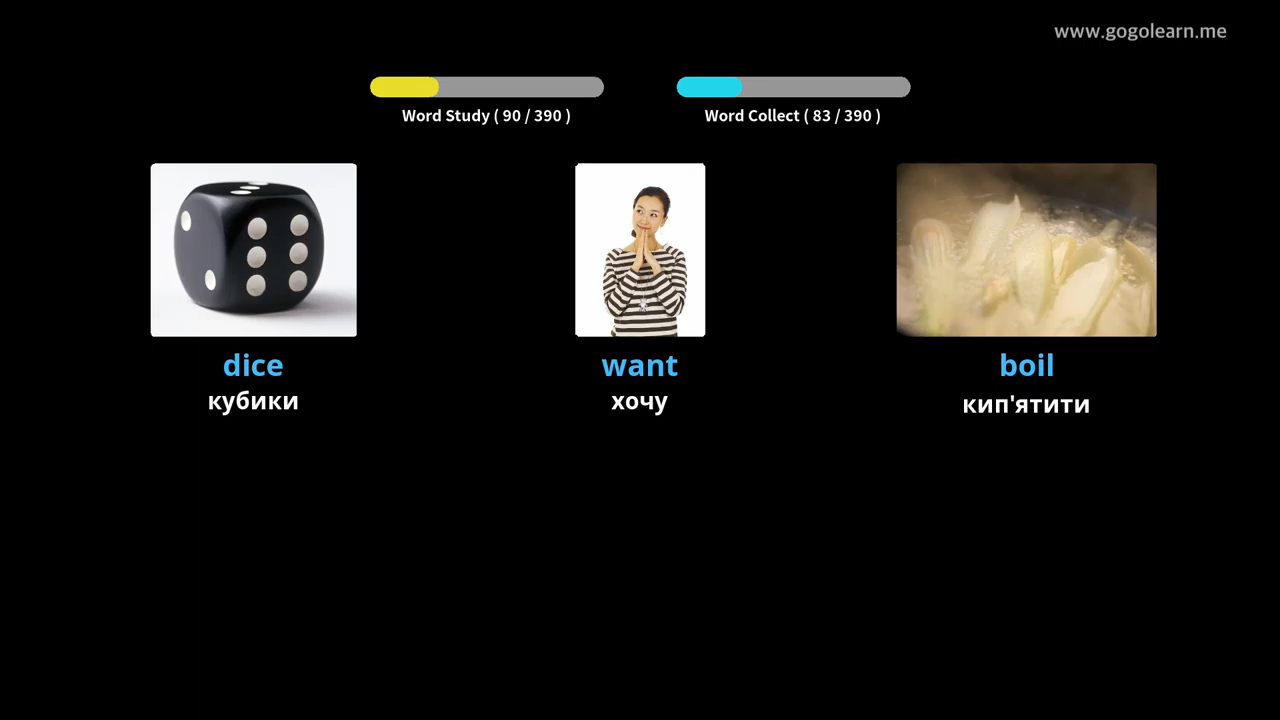 www.gogolearn.me
Word Study ( 90 / 390 )
Word Collect ( 83 / 390 )
dice
want
boil
кубики
хочу
кип'ятити